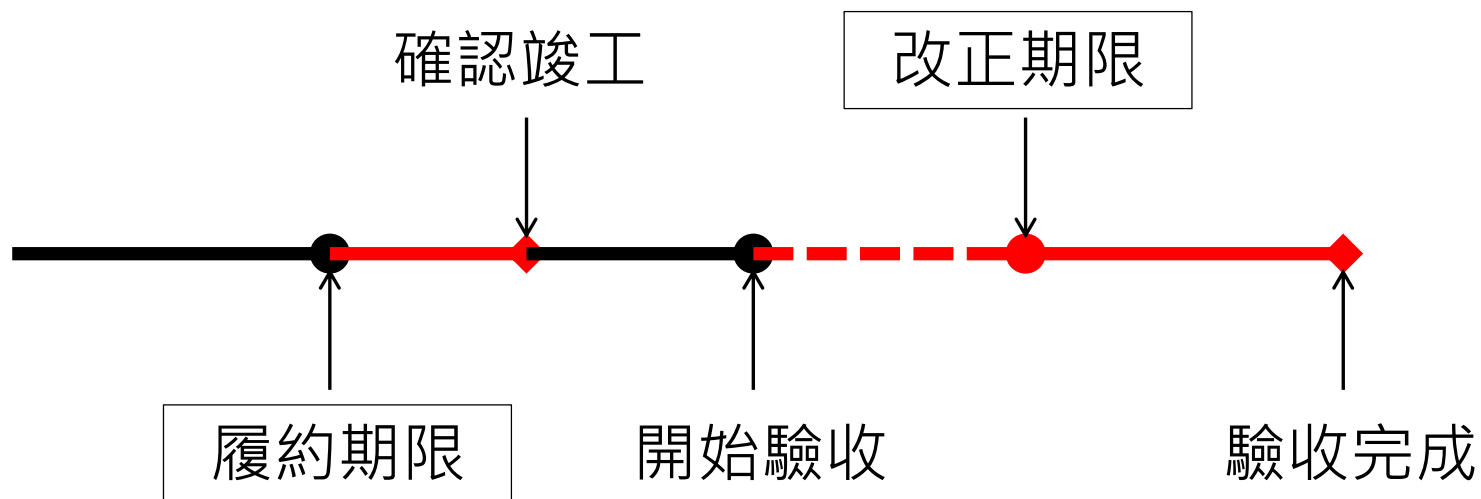 確認竣工
改正期限
履約期限
開始驗收
驗收完成